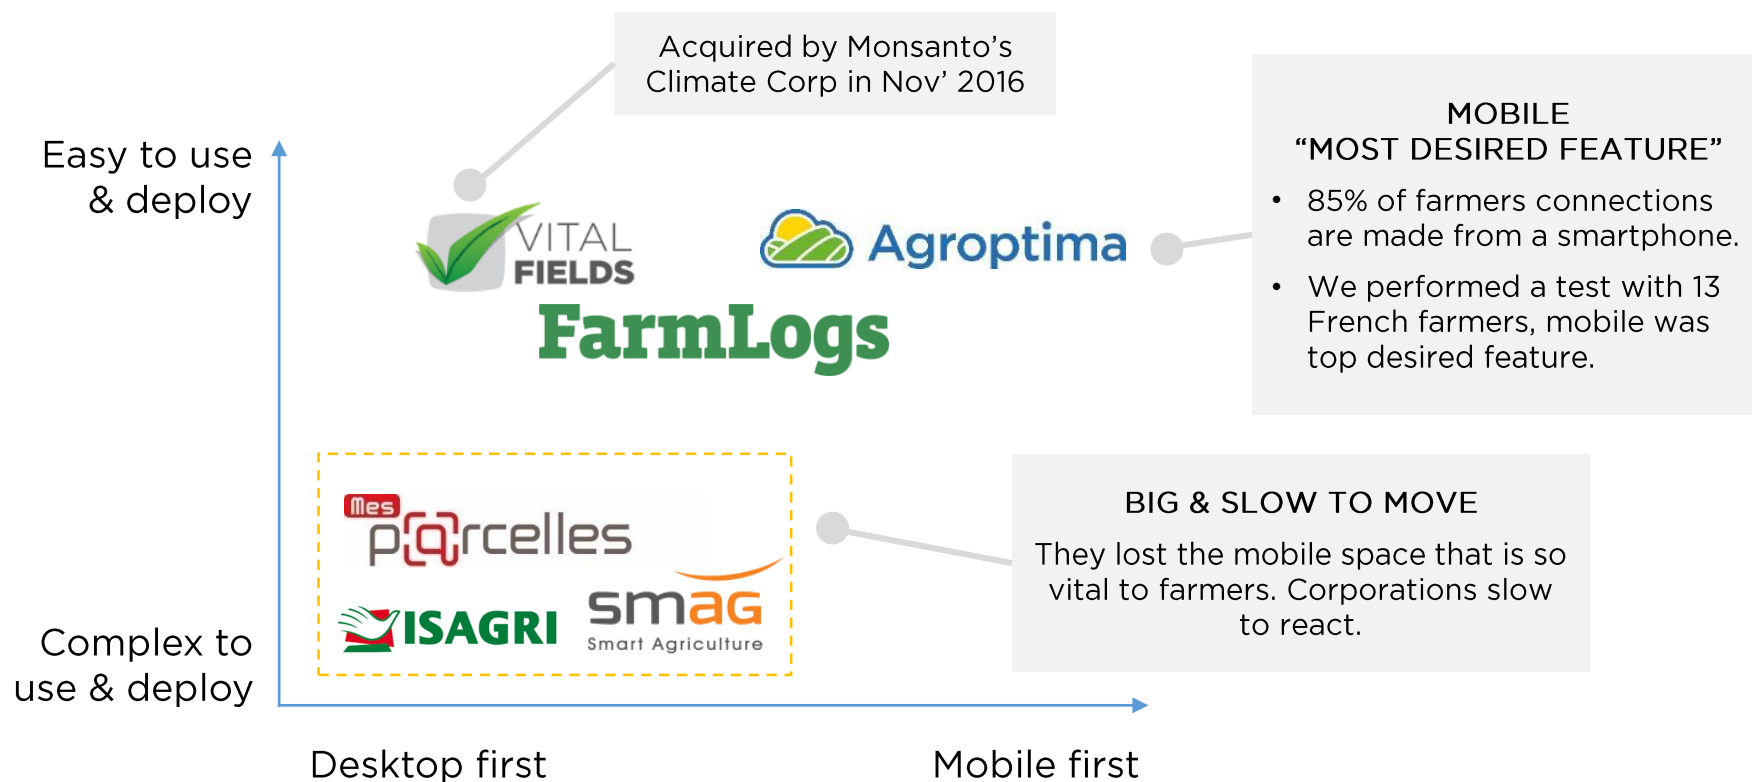 Acquired by Monsanto’s
Climate Corp in Nov’ 2016
MOBILE
“MOST DESIRED FEATURE”
• 85% of farmers connections
are made from a smartphone.
• We performed a test with 13
French farmers, mobile was
top desired feature.
Easy to use
& deploy
VITAL
FIELDS
Agroptima
FarmLogs
Mes
parcelles
ISAGRI
smag
Smart Agriculture
BIG & SLOW TO MOVE
They lost the mobile space that is so
vital to farmers. Corporations slow
to react.
Complex to
use & deploy
Desktop first
Mobile first